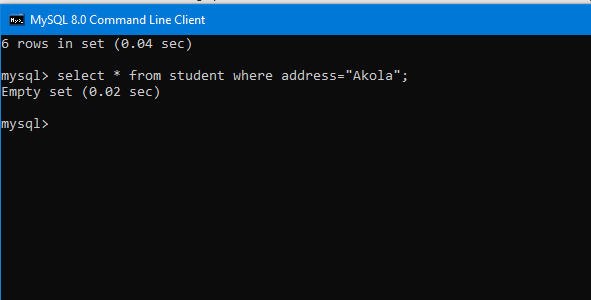 MySQL 8.0 Command Line Client
6 rows in set (0.04 sec)
mysql> select * from student where address="Akola";
Empty set (0.02 sec)
mysql>